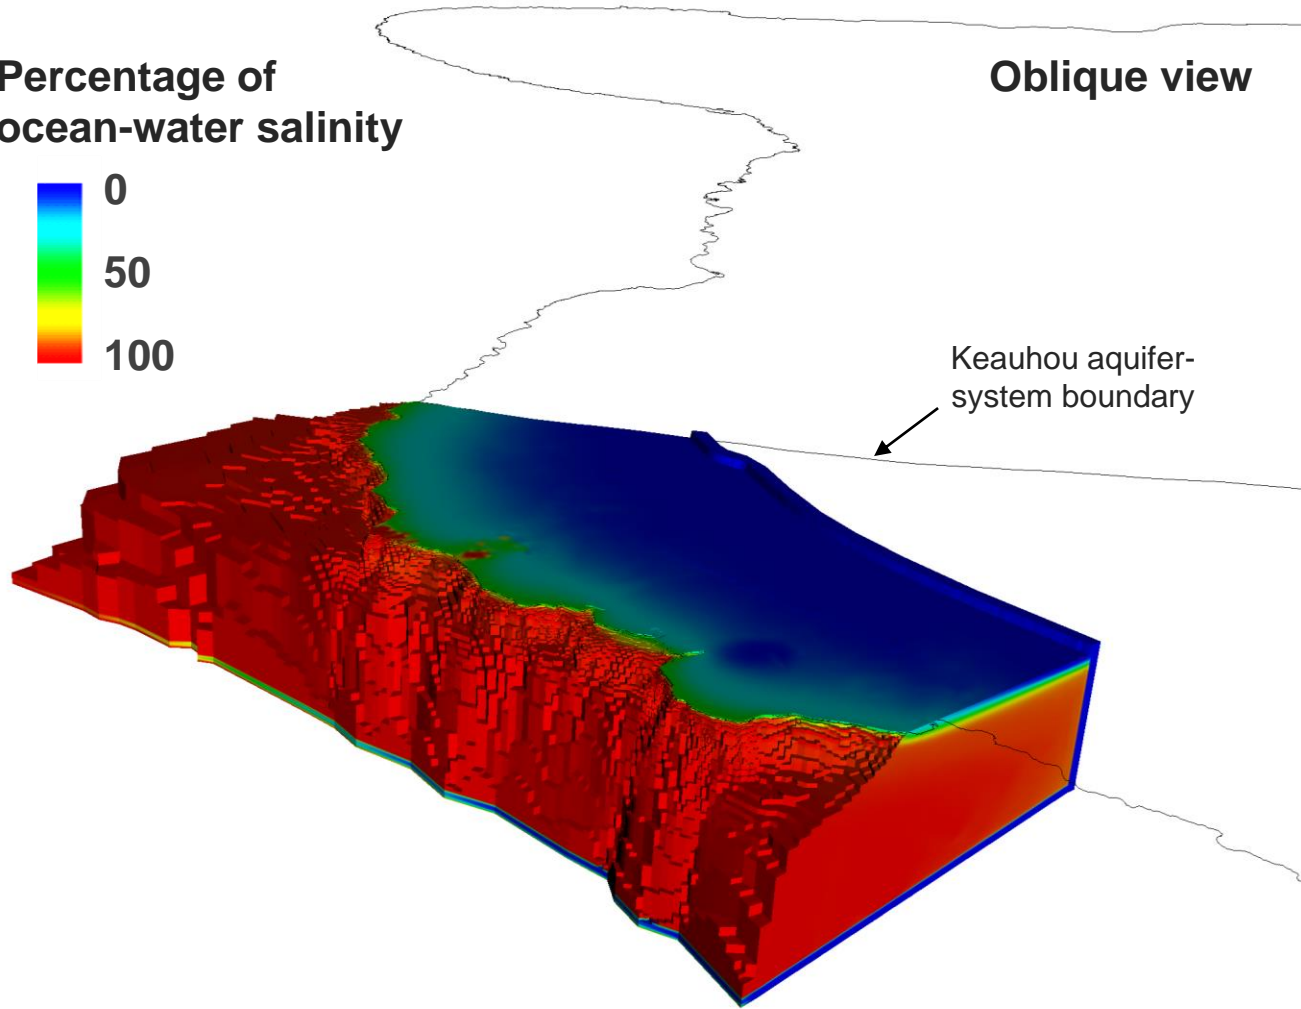 Percentage of
ocean-water salinity
Oblique view
0
50
100
Keauhou aquifer-
system boundary